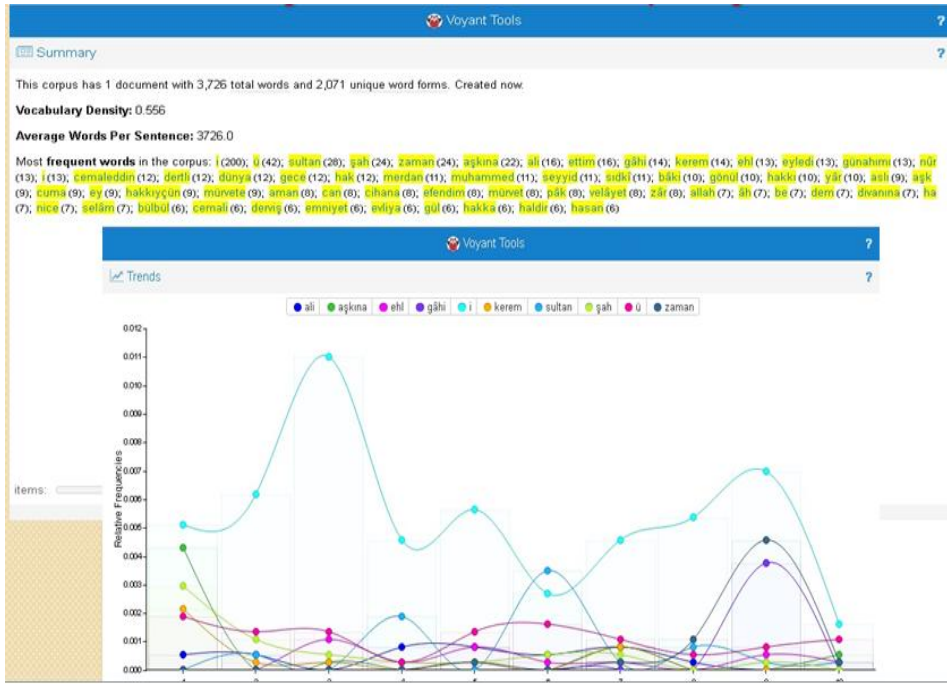 Voyant Tools ?
Summary ?
This corpus has 1 document with 3,726 total words and 2,071 unique word forms. Created now.
Vocabulary Density: 0.556
Average Words Per Sentence: 3726.0
Most frequent words in the corpus: i (200); ü (42); sultan (28); şah (24); zaman (24); aşkına (22); ali (16); ettim (16); gâhi (14); kerem (14); ehl (13); eyledi (13); günahımı (13); nûr
(13); i (13); cemaleddin (12); dertli (12); dünya (12); gece (12); hak (12); merdan (11); muhammed (11); seyyid (11); sıdkı (11); bâki (10); gönül (10); hakkı (10); yâr (10); aslı (9); aşk
(9); cuma (9); ey (9); hakkıyçün (9); mürvete (9); aman (8); can (8); cihana (8); efendim (8); mürvet (8); pâk (8); velâyet (8); zâr (8); allah (7); âh (7); be (7); dem (7); divanına (7); ha
(7); nice (7); selâm (7); bülbül (6); cemali (6); derviş (6); emniyet (6); evliya (6); gül (6); hakka (6); haldir (6); hasan (6)
Voyant Tools ?
Trends ?
ali aşkına ehl gâhi i kerem sultan şah ü zaman
0.012
0.011
0.010
0.009
0.008
0.007
0.006
0.005
0.004
0.003
0.002
0.001
0.000
Relative Frequencies
items: